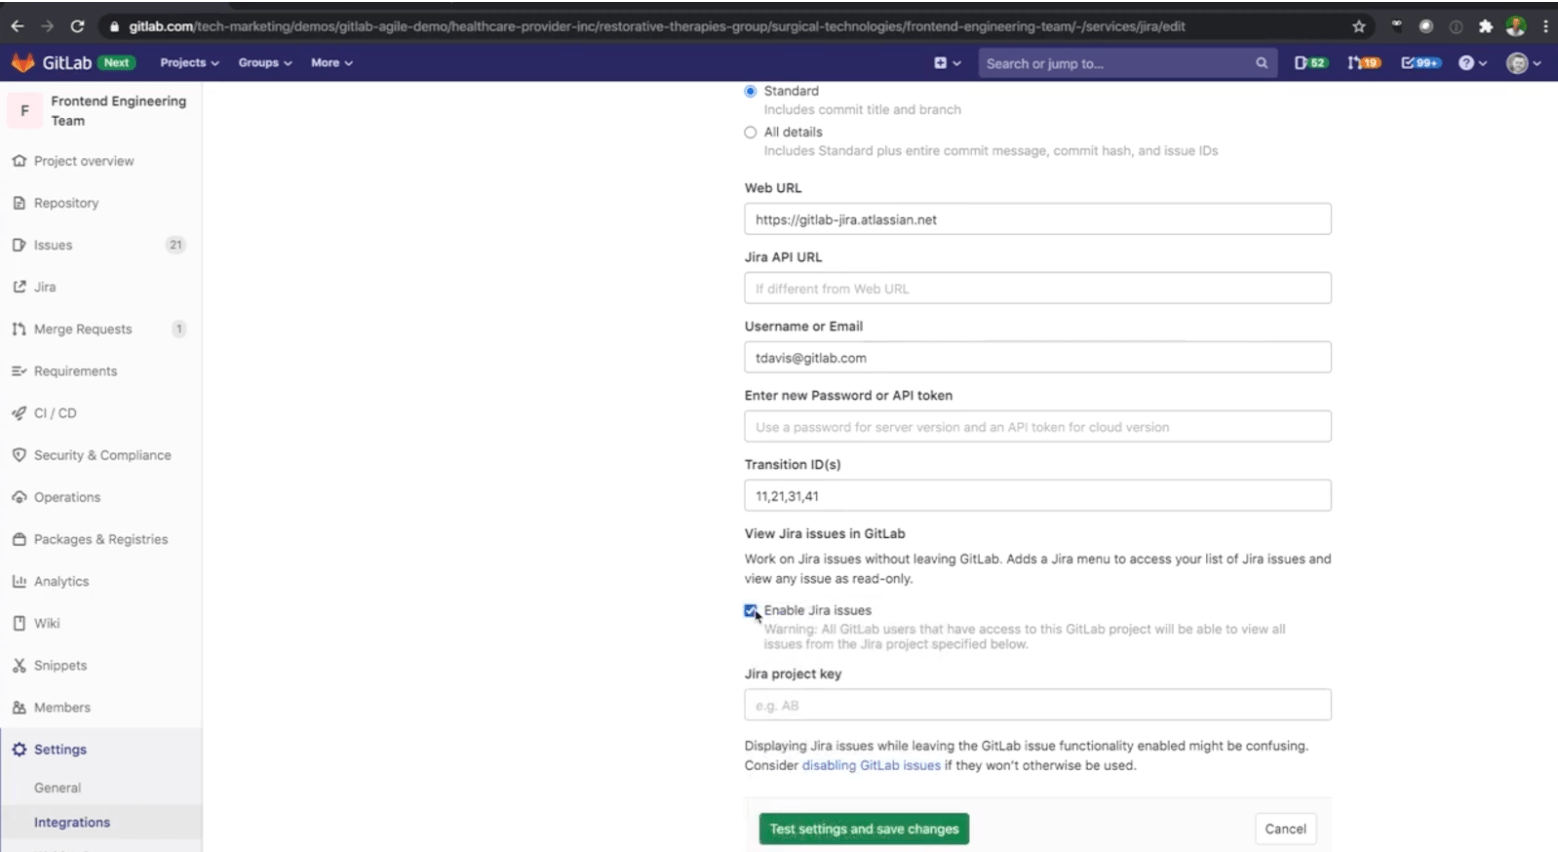 gitlab.com/tech-marketing/demos/gitlab-agile-demo/healthcare-provider-inc/restorative-therapies-group/surgical-technologies/frontend-engineering-team/-/services/jira/edit
GitLab Next Projects Groups More Search or jump to... 52 19 99+
F Frontend Engineering
Team
Project overview
Repository
Issues 21
Jira
Merge Requests 1
Requirements
CI / CD
Security & Compliance
Operations
Packages & Registries
Analytics
Wiki
Snippets
Members
Settings
General
Integrations
Standard
Includes commit title and branch
All details
Includes Standard plus entire commit message, commit hash, and issue IDs
Web URL
https://gitlab-jira.atlassian.net
Jira API URL
If different from Web URL
Username or Email
tdavis@gitlab.com
Enter new Password or API token
Use a password for server version and an API token for cloud version
Transition ID(s)
11,21,31,41
View Jira issues in GitLab
Work on Jira issues without leaving GitLab. Adds a Jira menu to access your list of Jira issues and
view any issue as read-only.
Enable Jira issues
Warning: All GitLab users that have access to this GitLab project will be able to view all
issues from the Jira project specified below.
Jira project key
e.g. AB
Displaying Jira issues while leaving the GitLab issue functionality enabled might be confusing.
Consider disabling GitLab issues if they won't otherwise be used.
Test settings and save changes
Cancel